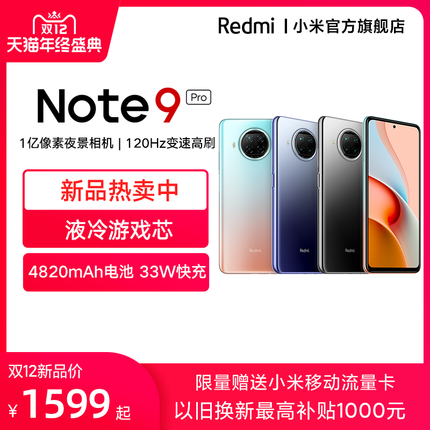 双12
天猫年终盛典
Redmi | 小米官方旗舰店
Note 9 Pro
1亿像素夜景相机 | 120Hz变速高刷
新品热卖中
液冷游戏芯
4820mAh电池 33W快充
Redmi
Redmi
Redmi
双12新品价
¥1599起
限量赠送小米移动流量卡
以旧换新最高补贴1000元